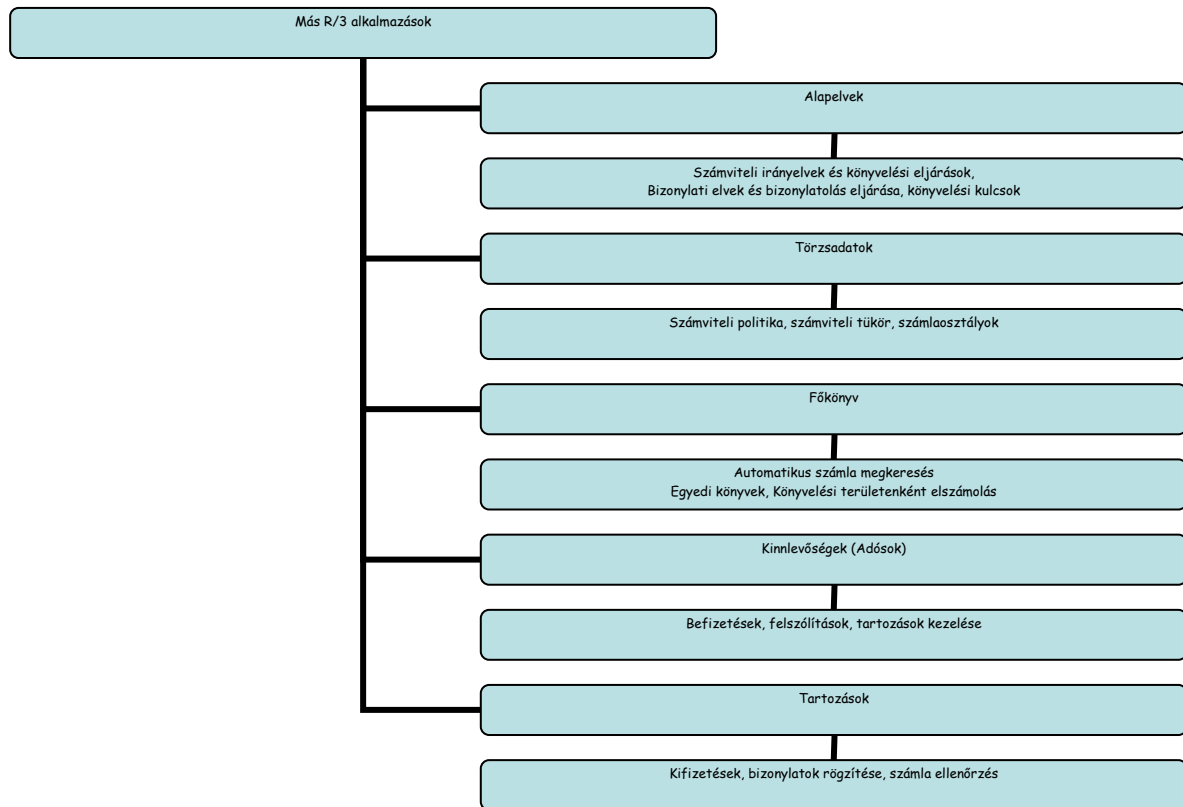 Más R/3 alkalmazások
Alapelvek
Számviteli irányelvek és könyvelési eljárások,
Bizonylati elvek és bizonylatolás eljárása, könyvelési kulcsok
Törzsadatok
Számviteli politika, számviteli tükör, számlaosztályok
Főkönyv
Automatikus számla megkeresés
Egyedi könyvek, Könyvelési területenként elszámolás
Kinnlevőségek (Adósok)
Befizetések, felszólítások, tartozások kezelése
Tartozások
Kifizetések, bizonylatok rögzítése, számla ellenőrzés